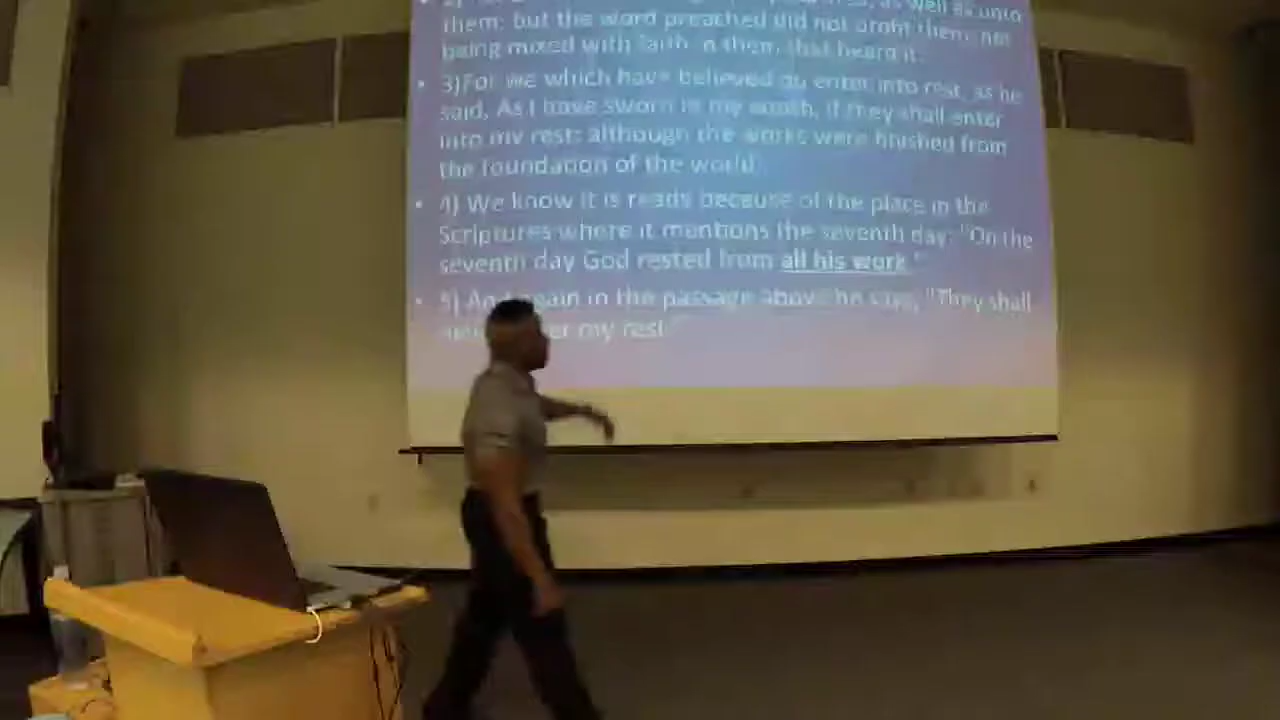 as well as unto
them: but the word preached did not profit them, not
being mixed with faith in them that heard it.
• 3)For we which have believed do enter into rest, as he
said, As I have sworn in my wrath, if they shall enter
into my rest: although the works were finished from
the foundation of the world.
• 4) We know it is ready because of the place in the
Scriptures where it mentions the seventh day: "On the
seventh day God rested from all his work."
• 5) And again in the passage above he says, "They shall
my rest."